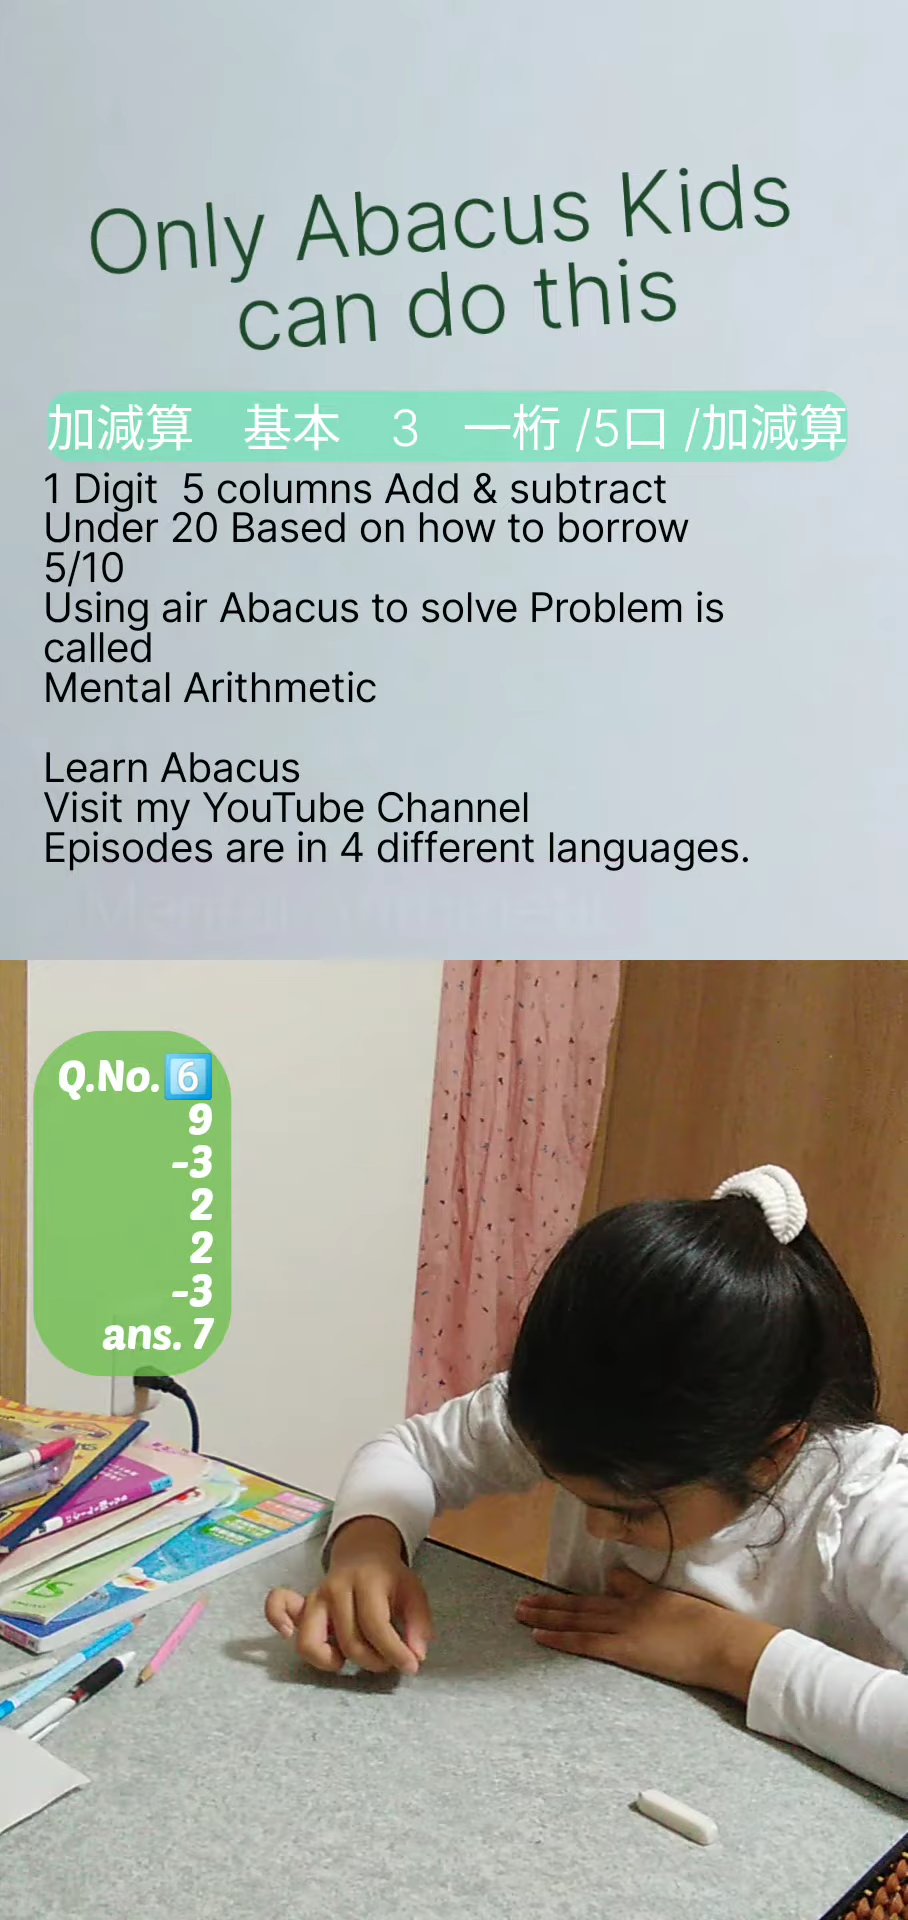 Only Abacus Kids
can do this
加減算　基本　3　一桁 /5口 /加減算
1 Digit  5 columns Add & subtract
Under 20 Based on how to borrow
5/10
Using air Abacus to solve Problem is
called
Mental Arithmetic
Learn Abacus
Visit my YouTube Channel
Episodes are in 4 different languages.
Q.No.6️⃣
9
-3
2
2
-3
ans. 7